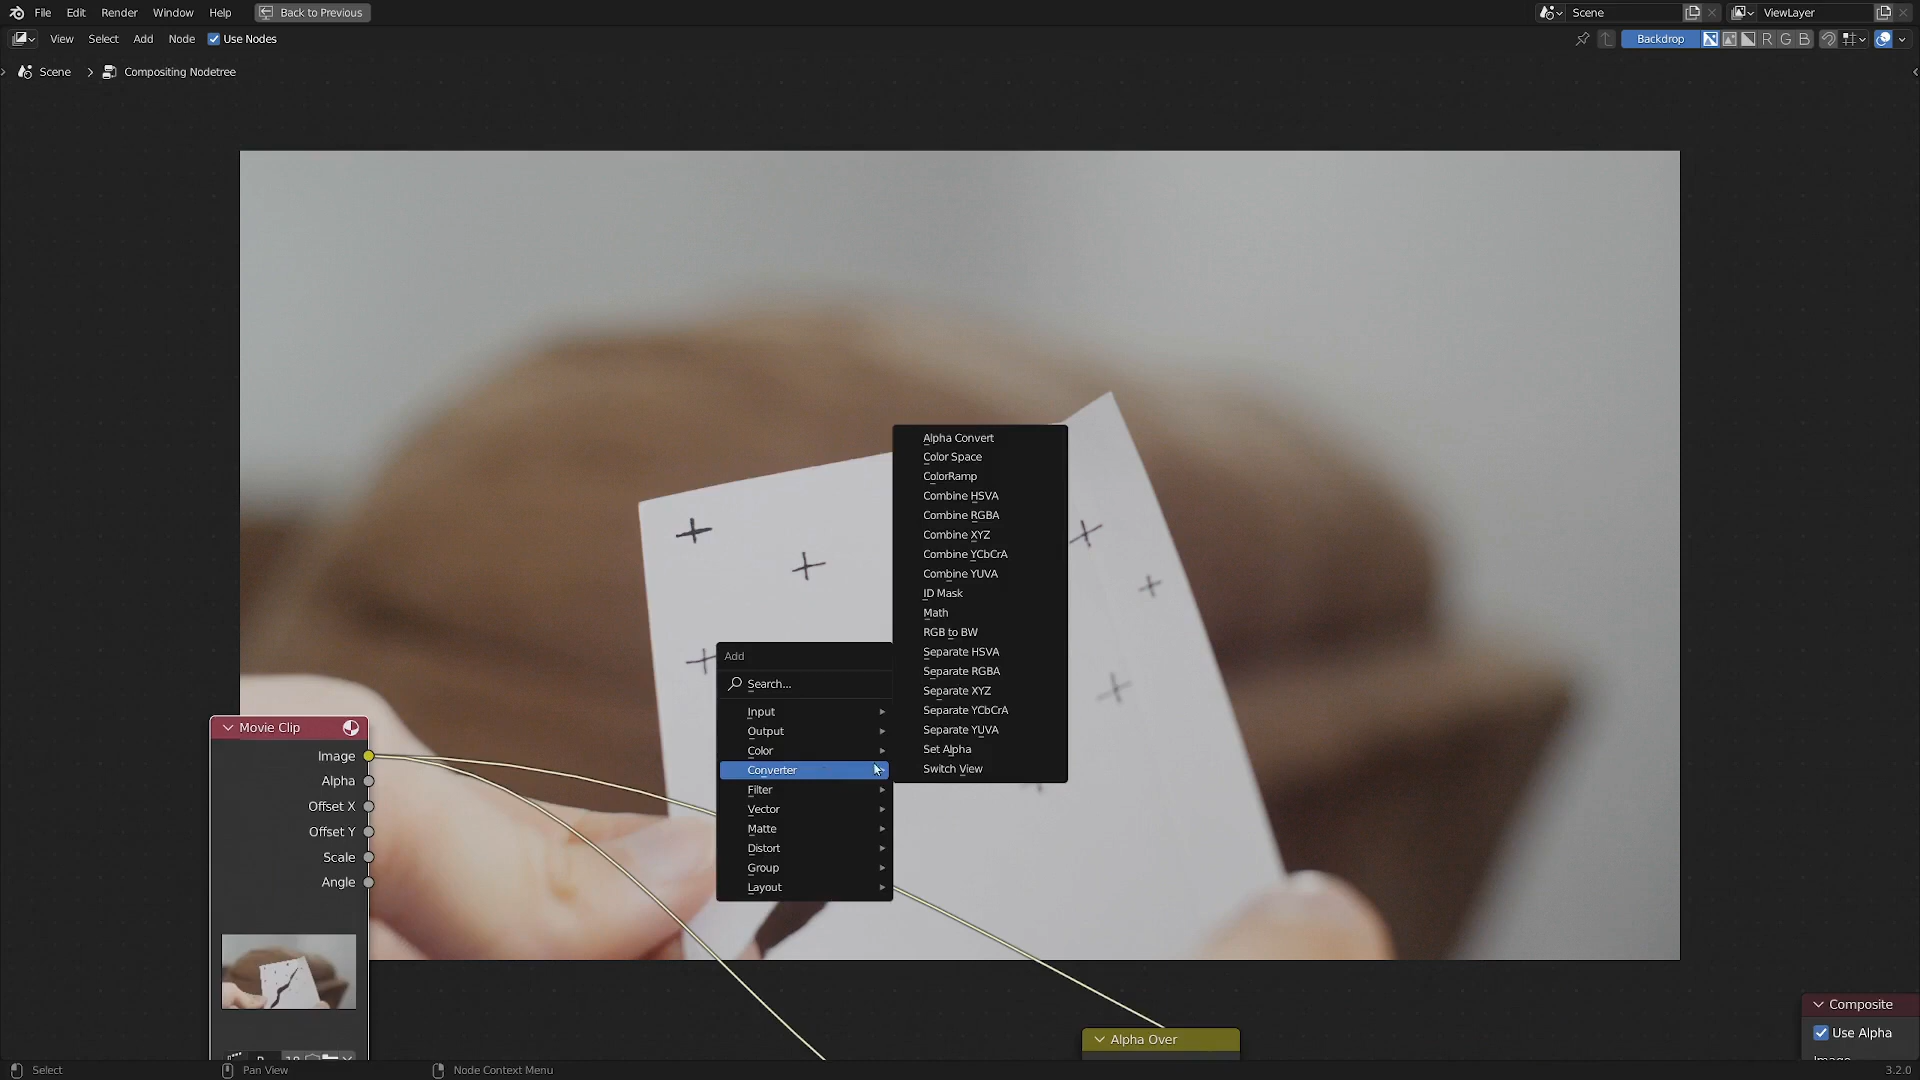 File Edit Render Window Help Back to Previous Scene ViewLayer
View Select Add Node Use Nodes Backdrop R G B
Scene Compositing Nodetree
Alpha Convert
Color Space
ColorRamp
Combine HSVA
Combine RGBA
Combine XYZ
Combine YCbCrA
Combine YUVA
ID Mask
Math
RGB to BW
Separate HSVA
Separate RGBA
Separate XYZ
Separate YCbCrA
Separate YUVA
Set Alpha
Switch View
Add
Search...
Input
Output
Color
Converter
Filter
Vector
Matte
Distort
Group
Layout
Movie Clip
Image
Alpha
Offset X
Offset Y
Scale
Angle
Alpha Over
Composite
Use Alpha
Select Pan View Node Context Menu 3.2.0